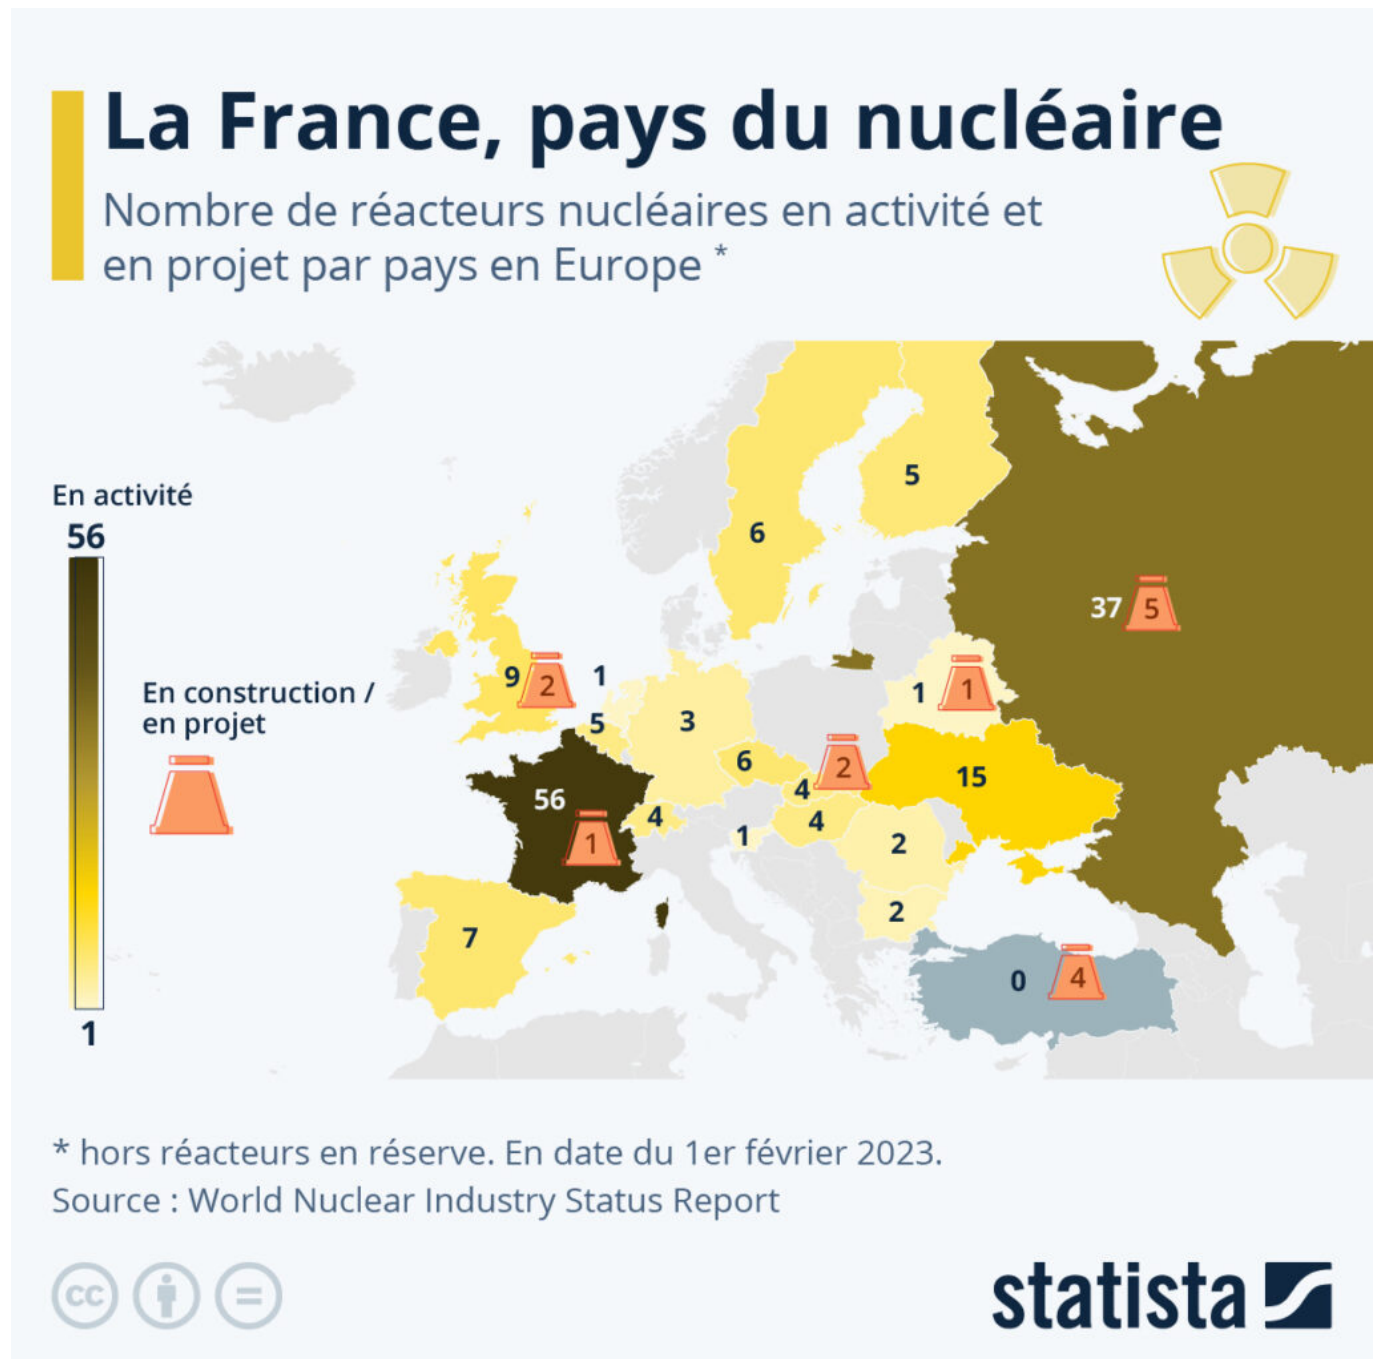 La France, pays du nucléaire
Nombre de réacteurs nucléaires en activité et
en projet par pays en Europe *
En activité
56
1
En construction /
en projet
5
6
37
5
9
2
1
5
3
1
1
6
2
4
15
56
1
4
1
4
2
2
7
0
4
* hors réacteurs en réserve. En date du 1er février 2023.
Source : World Nuclear Industry Status Report
cc
statista